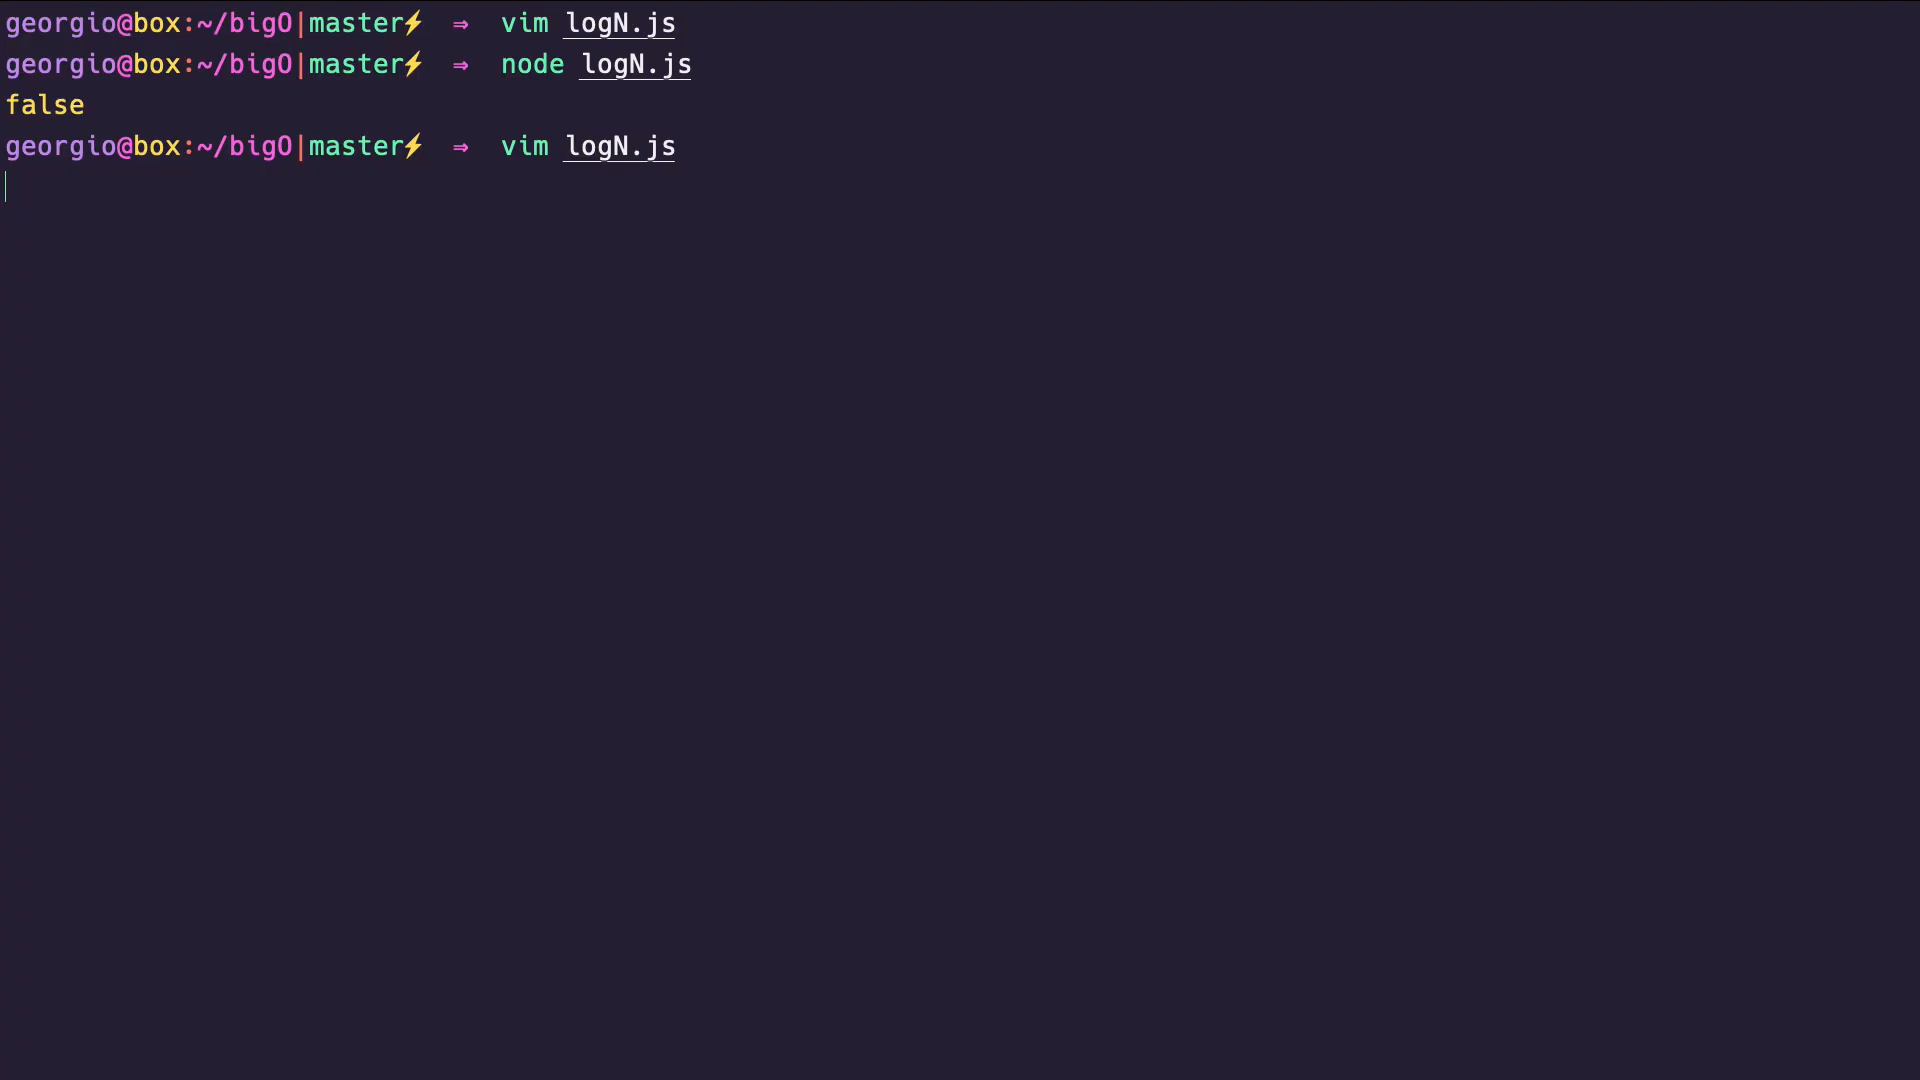 georgio@box:~/bigO|master⚡ ⇒ vim logN.js
georgio@box:~/bigO|master⚡ ⇒ node logN.js
false
georgio@box:~/bigO|master⚡ ⇒ vim logN.js